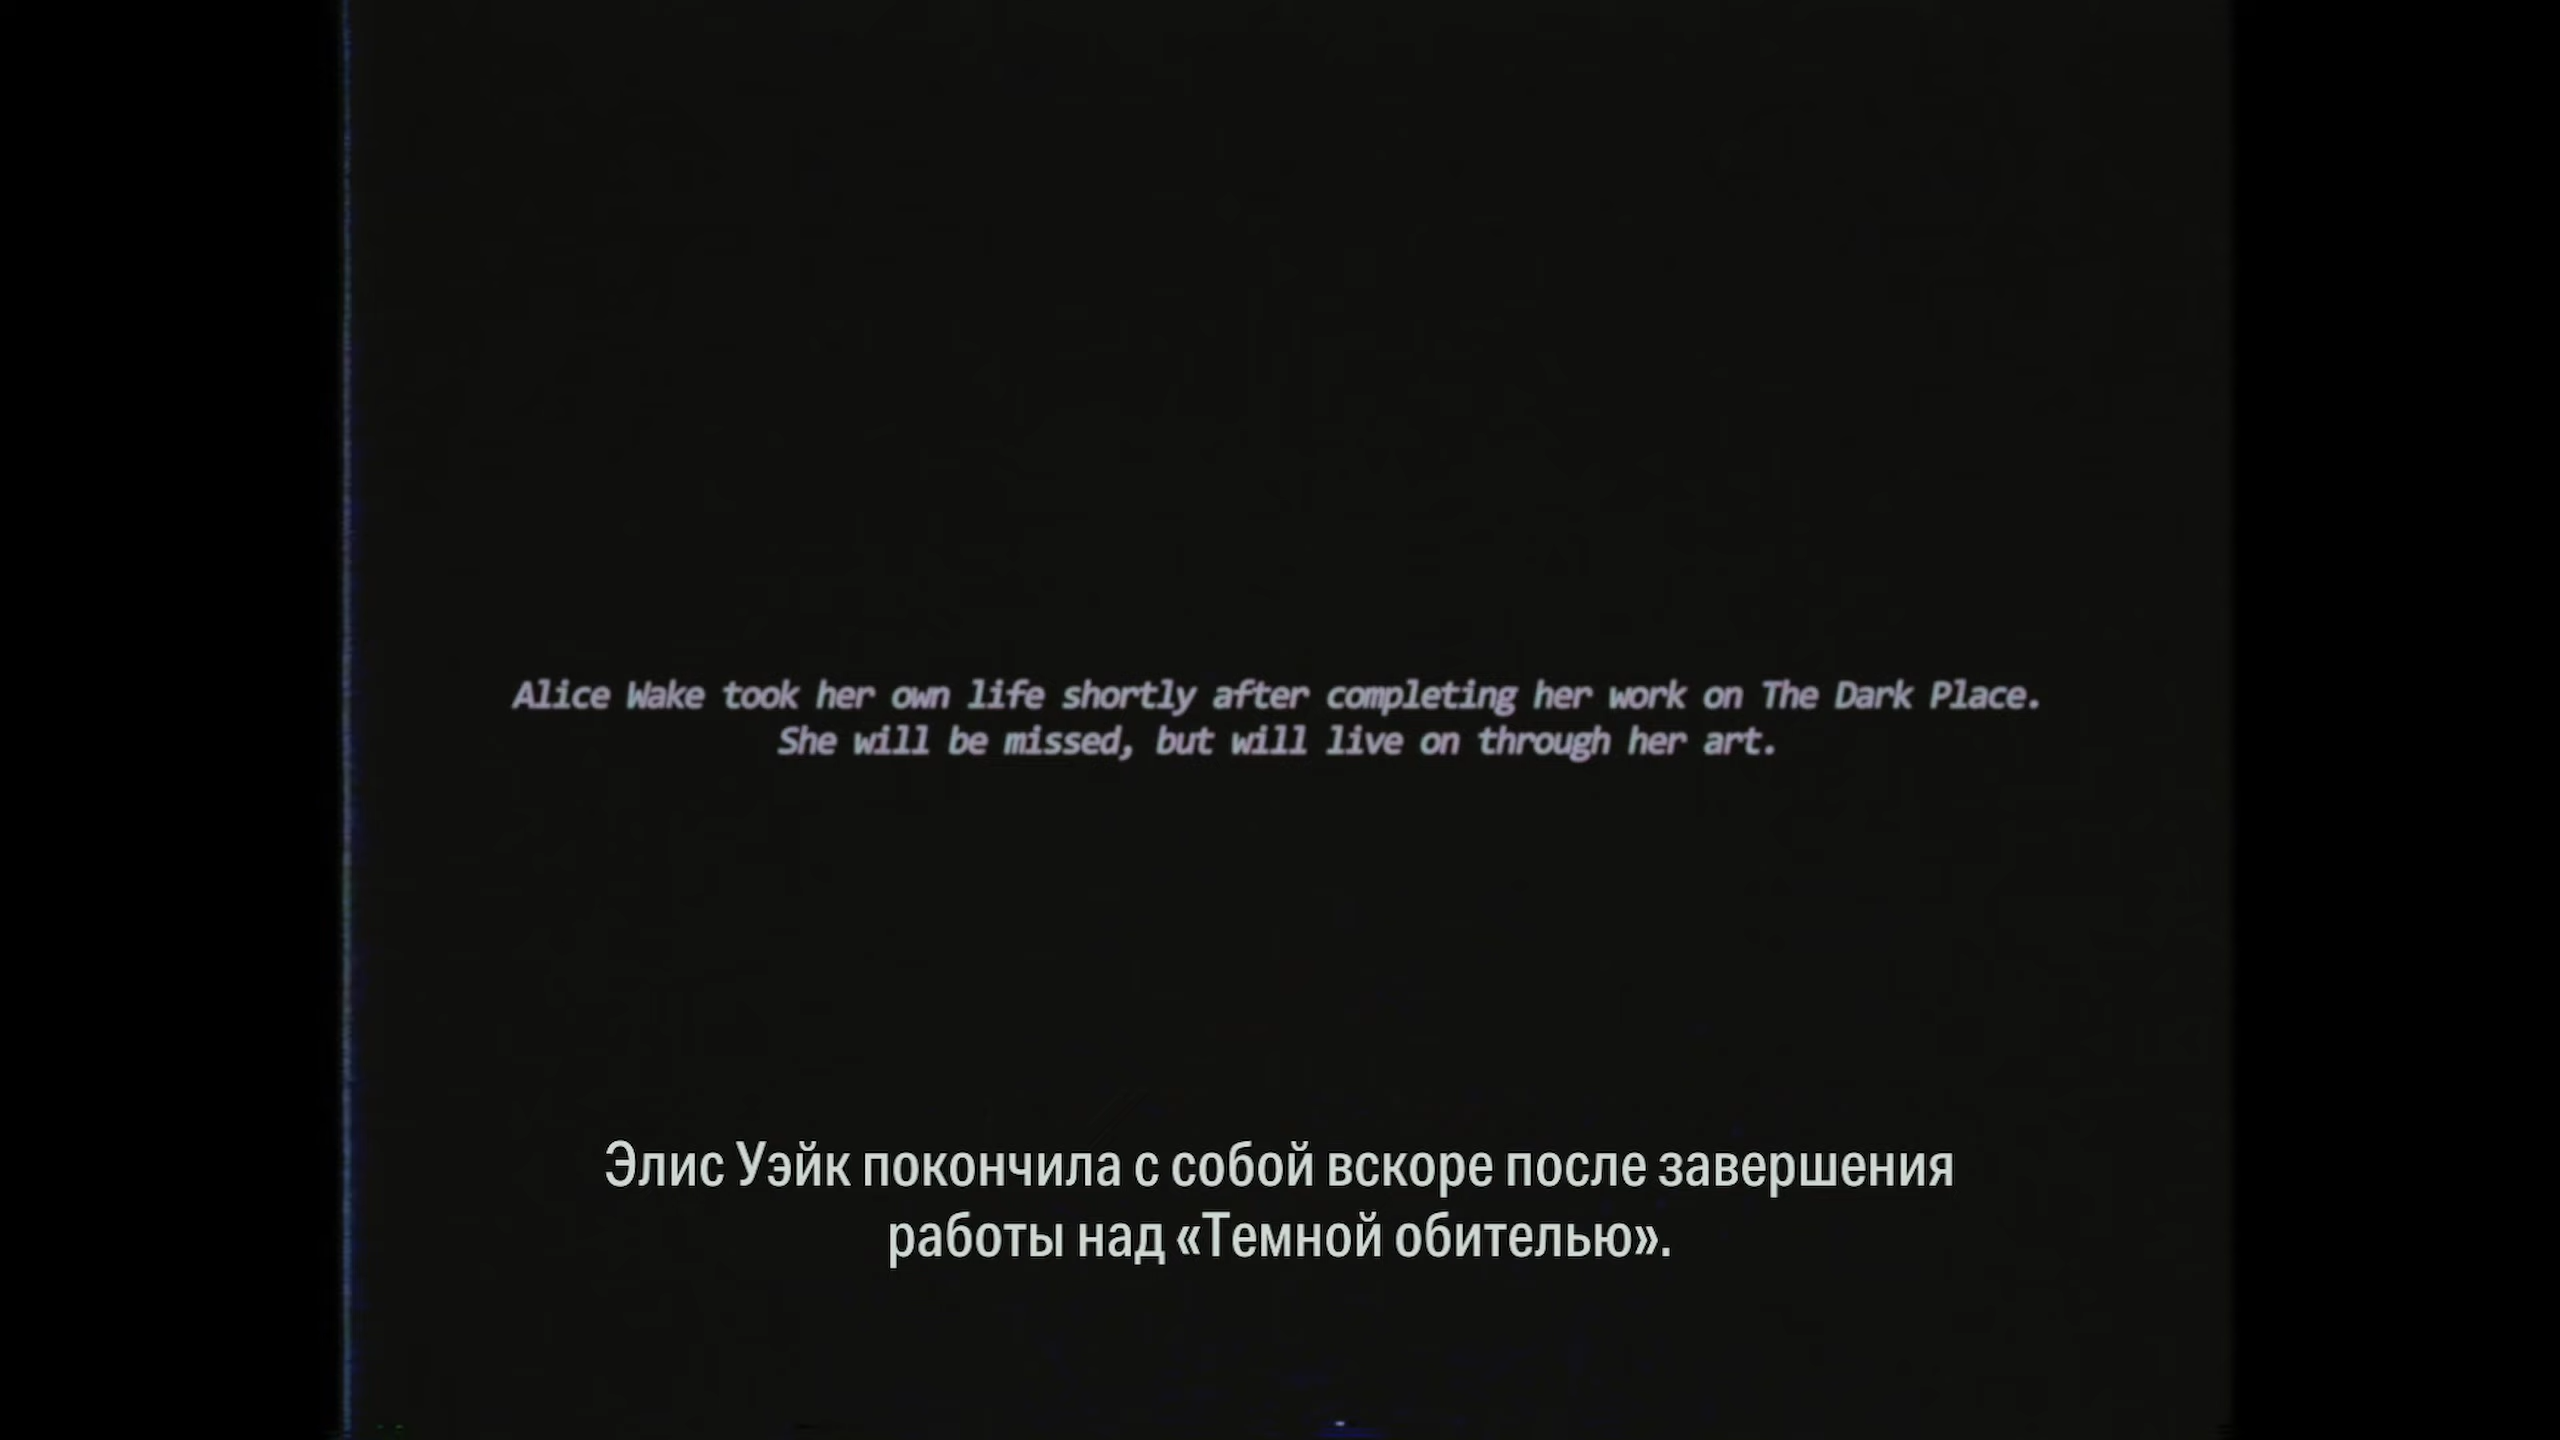 Alice Wake took her own life shortly after completing her work on The Dark Place.
She will be missed, but will live on through her art.
Элис Уэйк покончила с собой вскоре после завершения
работы над «Темной обителью».